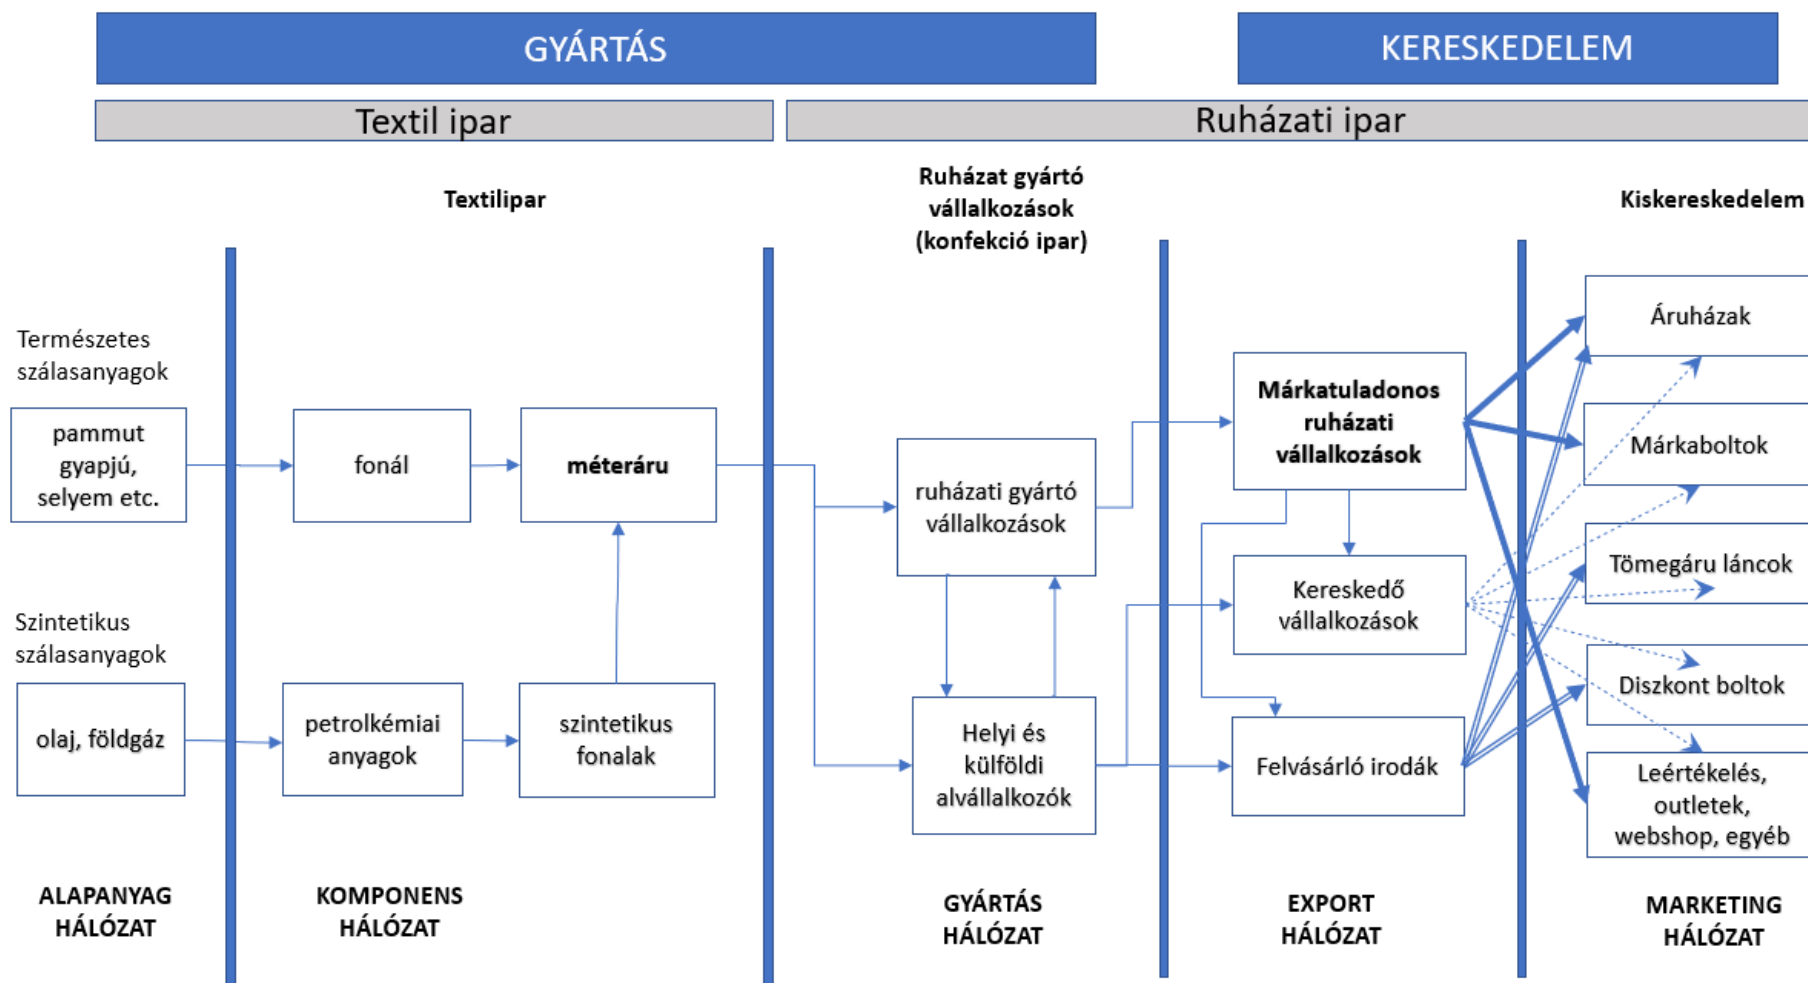 GYÁRTÁS
KERESKEDELEM
Textil ipar
Ruházati ipar
Textilipar
Ruházat gyártó
vállalkozások
(konfekció ipar)
Kiskereskedelem
Természetes
szálasanyagok
pammut
gyapjú,
selyem etc.
fonál
méteráru
Szintetikus
szálasanyagok
olaj, földgáz
petrolkémiai
anyagok
szintetikus
fonalak
ruházati gyártó
vállalkozások
Helyi és
külföldi
alvállalkozók
Márkatuladonos
ruházati
vállalkozások
Kereskedő
vállalkozások
Felvásárló irodák
Áruházak
Márkaboltok
Tömegáru láncok
Diszkont boltok
Leértékelés,
outletek,
webshop, egyéb
ALAPANYAG
HÁLÓZAT
KOMPONENS
HÁLÓZAT
GYÁRTÁS
HÁLÓZAT
EXPORT
HÁLÓZAT
MARKETING
HÁLÓZAT